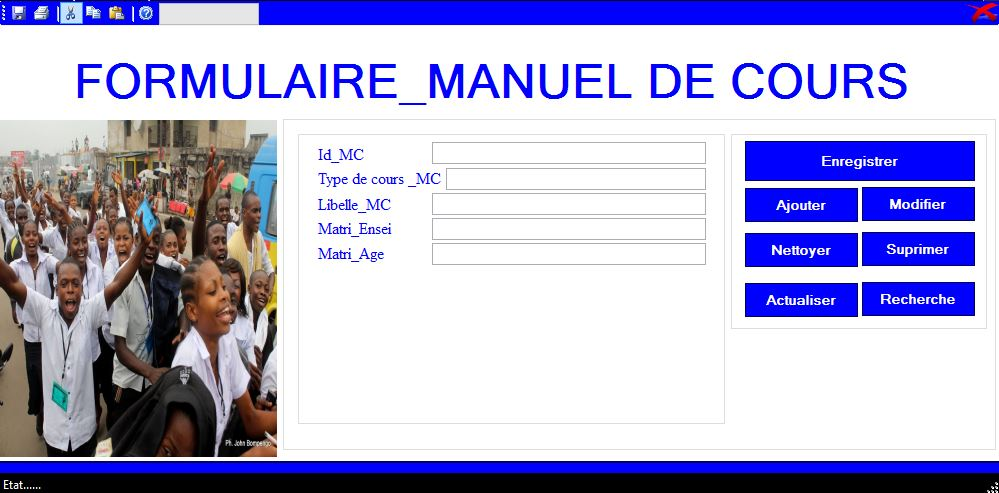 FORMULAIRE_MANUEL DE COURS
Id_MC
Type de cours _MC
Libelle_MC
Matri_Ensei
Matri_Age
Enregistrer
Ajouter Modifier
Nettoyer Suprimer
Actualiser Recherche
Ph. John Bompengo
Etat......